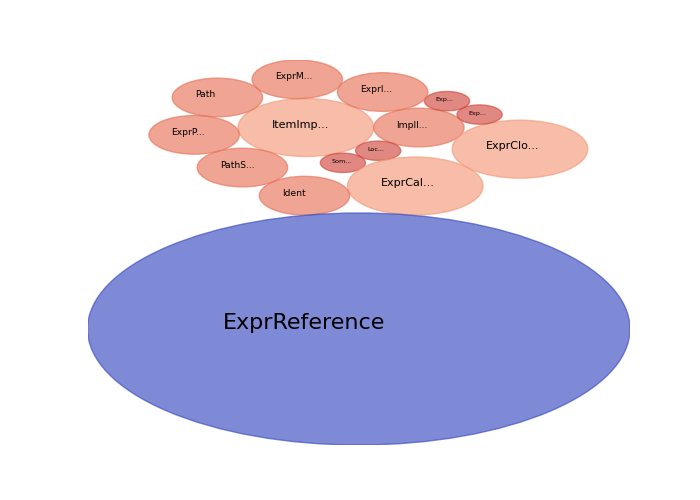 ExprM...
Path
ExprI...
Exp...
Exp...
ItemImp...
ImplI...
ExprP...
ExprClo...
Loc...
Som...
PathS...
ExprCal...
Ident
ExprReference